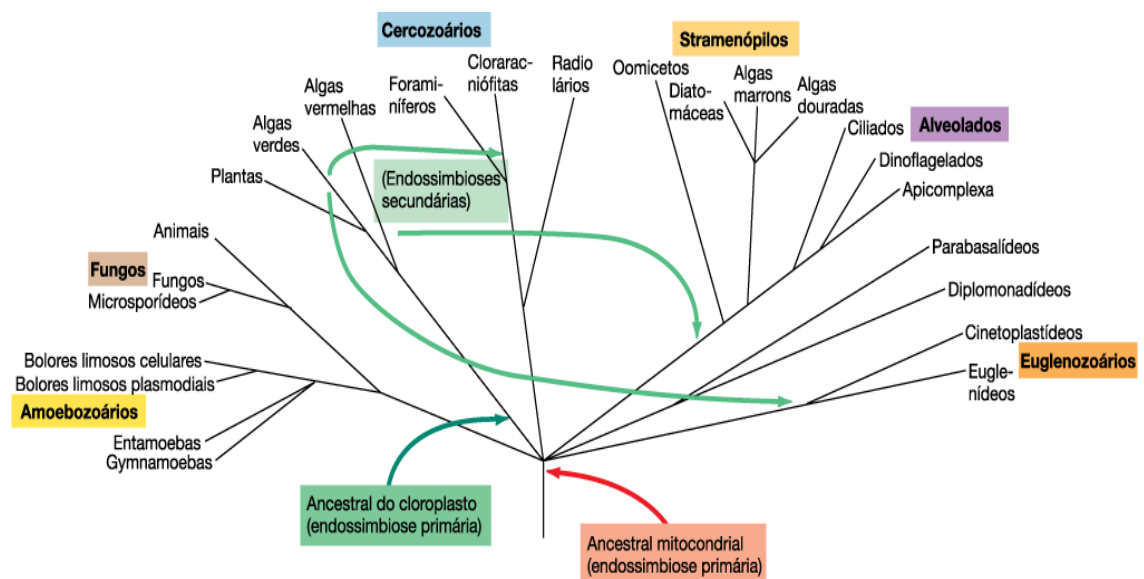 Cercozoários
Stramenópilos
Clorarac-
niófitas
Radio
lários
Oomicetos
Algas
marrons
Algas
vermelhas
Forami-
níferos
Diato-
máceas
Algas
douradas
Algas
verdes
Ciliados
Alveolados
Dinoflagelados
Plantas
(Endossimbioses
secundárias)
Apicomplexa
Animais
Parabasalídeos
Fungos
Fungos
Microsporídeos
Diplomonadídeos
Cinetoplastídeos
Euglenozoários
Eugle-
nídeos
Bolores limosos celulares
Bolores limosos plasmodiais
Amoebozoários
Entamoebas
Gymnamoebas
Ancestral do cloroplasto
(endossimbiose primária)
Ancestral mitocondrial
(endossimbiose primária)